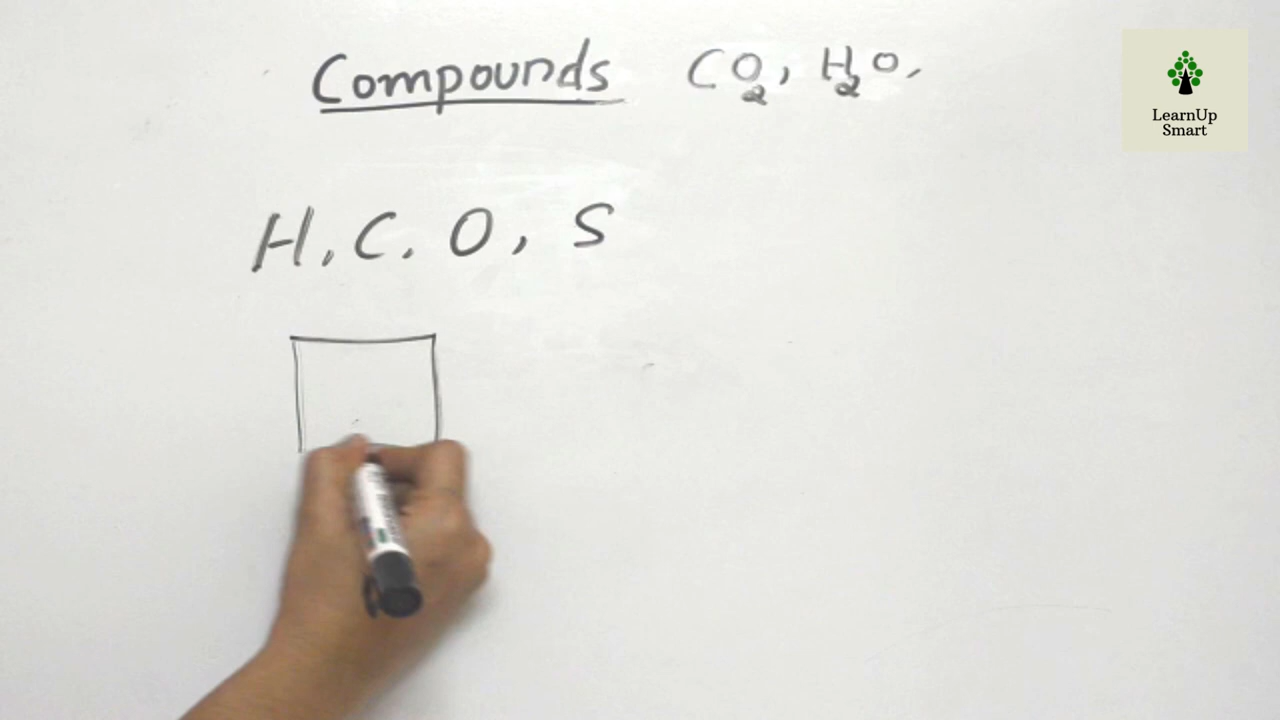 Compounds CO₂, H₂O,
LearnUp
Smart
H, C, O, S